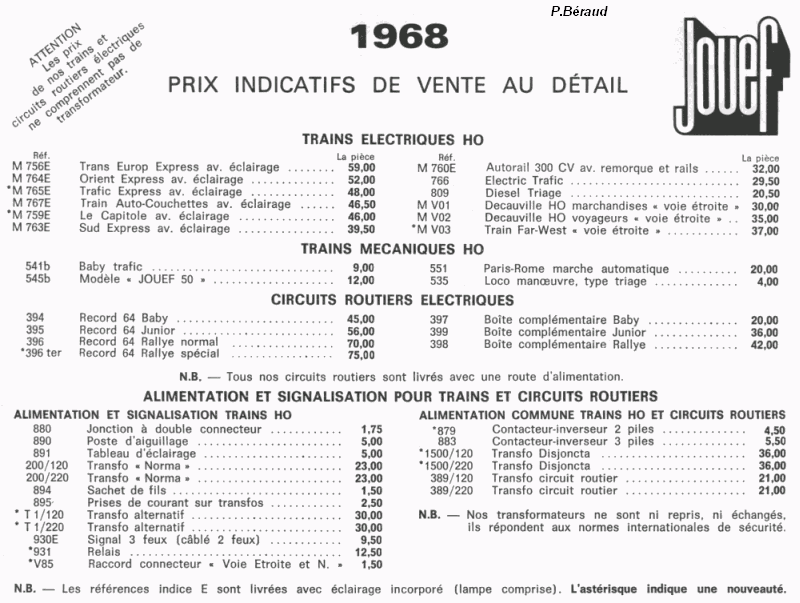 P.Béraud
ATTENTION
Les prix
de nos trains et
circuits routiers électriques
ne comprennent pas de
transformateur.
1968
Jouef
PRIX INDICATIFS DE VENTE AU DÉTAIL
TRAINS ELECTRIQUES HO
Réf. La pièce
M 756E Trans Europ Express av. éclairage ........ 59,00
M 764E Orient Express av. éclairage ............ 52,00
*M 765E Trafic Express av. éclairage ............ 48,00
M 767E Train Auto-Couchettes av. éclairage ...... 46,50
*M 759E Le Capitole av. éclairage ............... 46,00
M 763E Sud Express av. éclairage ............... 39,50
Réf. La pièce
M 760E Autorail 300 CV av. remorque et rails ..... 32,00
766 Electric Trafic ........................... 29,50
809 Diesel Triage ............................ 20,50
M V01 Decauville HO marchandises « voie étroite » 30,00
M V02 Decauville HO voyageurs « voie étroite » .. 35,00
*M V03 Train Far-West « voie étroite » ........... 37,00
TRAINS MECANIQUES HO
541b Baby trafic .............................. 9,00
545b Modèle « JOUEF 50 » ..................... 12,00
551 Paris-Rome marche automatique .......... 20,00
535 Loco manœuvre, type triage ............. 4,00
CIRCUITS ROUTIERS ELECTRIQUES
394 Record 64 Baby .......................... 45,00
395 Record 64 Junior ........................ 56,00
396 Record 64 Rallye normal ................. 70,00
*396 ter Record 64 Rallye spécial ................. 75,00
397 Boîte complémentaire Baby ............... 20,00
399 Boîte complémentaire Junior .............. 36,00
398 Boîte complémentaire Rallye .............. 42,00
N.B. — Tous nos circuits routiers sont livrés avec une route d'alimentation.
ALIMENTATION ET SIGNALISATION POUR TRAINS ET CIRCUITS ROUTIERS
ALIMENTATION ET SIGNALISATION TRAINS HO
880 Jonction à double connecteur ............. 1,75
890 Poste d'aiguillage ....................... 5,00
891 Tableau d'éclairage ...................... 5,00
200/120 Transfo « Norma » ....................... 23,00
200/220 Transfo « Norma » ....................... 23,00
894 Sachet de fils ........................... 1,50
895 Prises de courant sur transfos ............ 2,50
* T 1/120 Transfo alternatif ....................... 30,00
* T 1/220 Transfo alternatif ....................... 30,00
930E Signal 3 feux (câblé 2 feux) .............. 9,50
*931 Relais .................................. 12,50
*V85 Raccord connecteur « Voie Etroite et N. » 1,50
ALIMENTATION COMMUNE TRAINS HO ET CIRCUITS ROUTIERS
*879 Contacteur-inverseur 2 piles ............... 4,50
883 Contacteur-inverseur 3 piles ............... 5,50
*1500/120 Transfo Disjoncta ........................ 36,00
*1500/220 Transfo Disjoncta ........................ 36,00
389/120 Transfo circuit routier .................. 21,00
389/220 Transfo circuit routier .................. 21,00
N.B. — Nos transformateurs ne sont ni repris, ni échangés,
ils répondent aux normes internationales de sécurité.
N.B. — Les références indice E sont livrées avec éclairage incorporé (lampe comprise). L'astérisque indique une nouveauté.